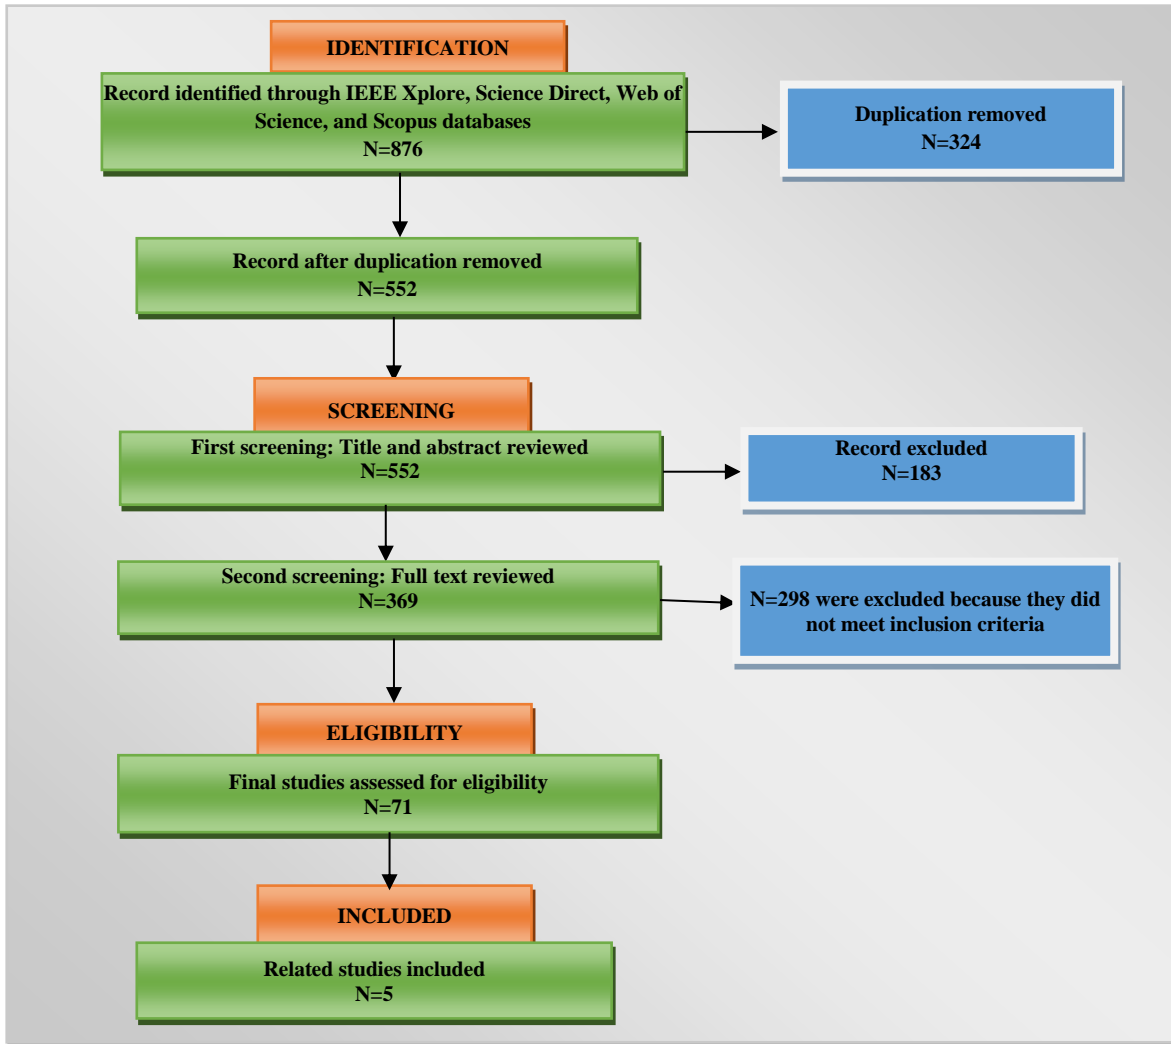 IDENTIFICATION
Record identified through IEEE Xplore, Science Direct, Web of
Science, and Scopus databases
N=876
Duplication removed
N=324
Record after duplication removed
N=552
SCREENING
First screening: Title and abstract reviewed
N=552
Record excluded
N=183
Second screening: Full text reviewed
N=369
N=298 were excluded because they did
not meet inclusion criteria
ELIGIBILITY
Final studies assessed for eligibility
N=71
INCLUDED
Related studies included
N=5